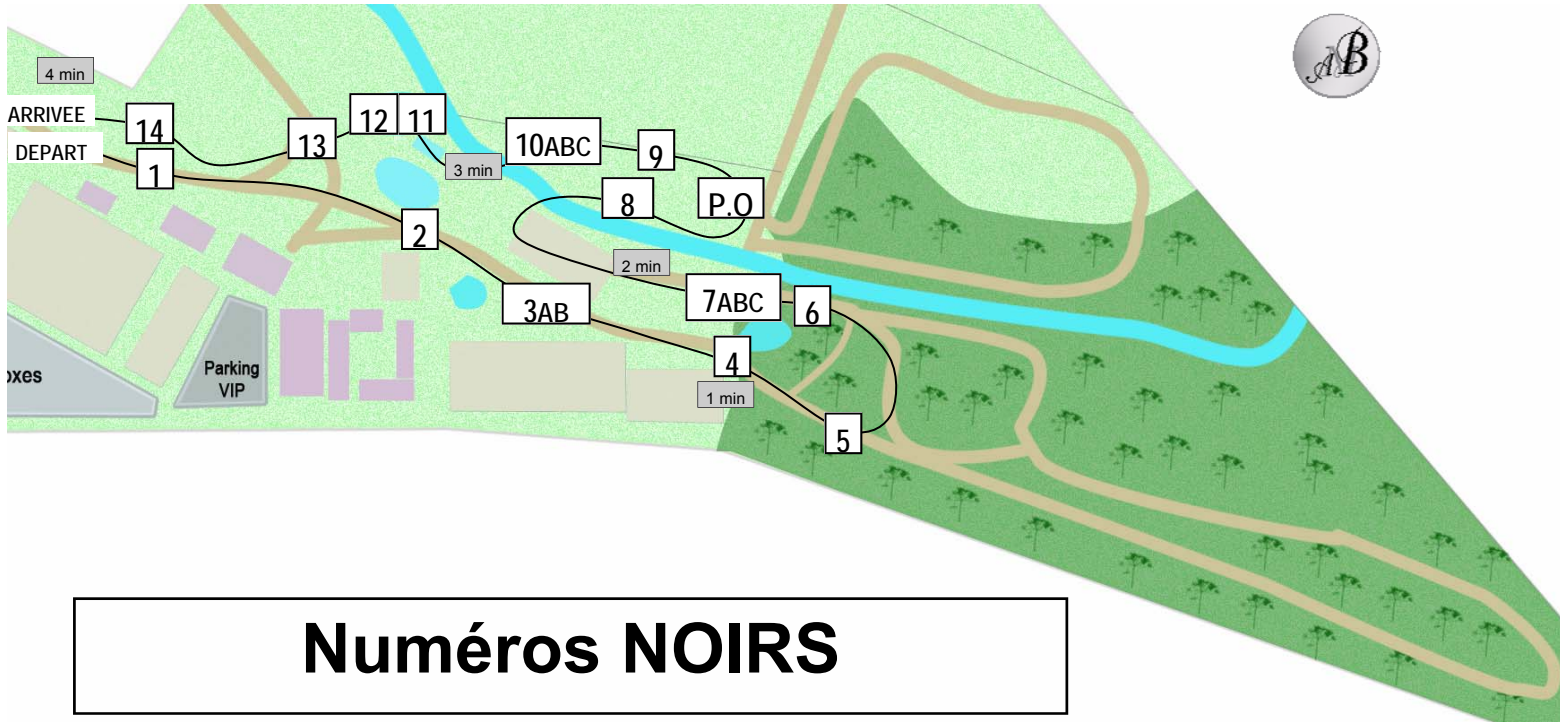 4 min
ARRIVEE
14
13
12
11
10ABC
9
DEPART
1
3 min
8
P.O
2
2 min
7ABC
6
3AB
4
1 min
5
oxes
Parking
VIP
AB
Numéros NOIRS